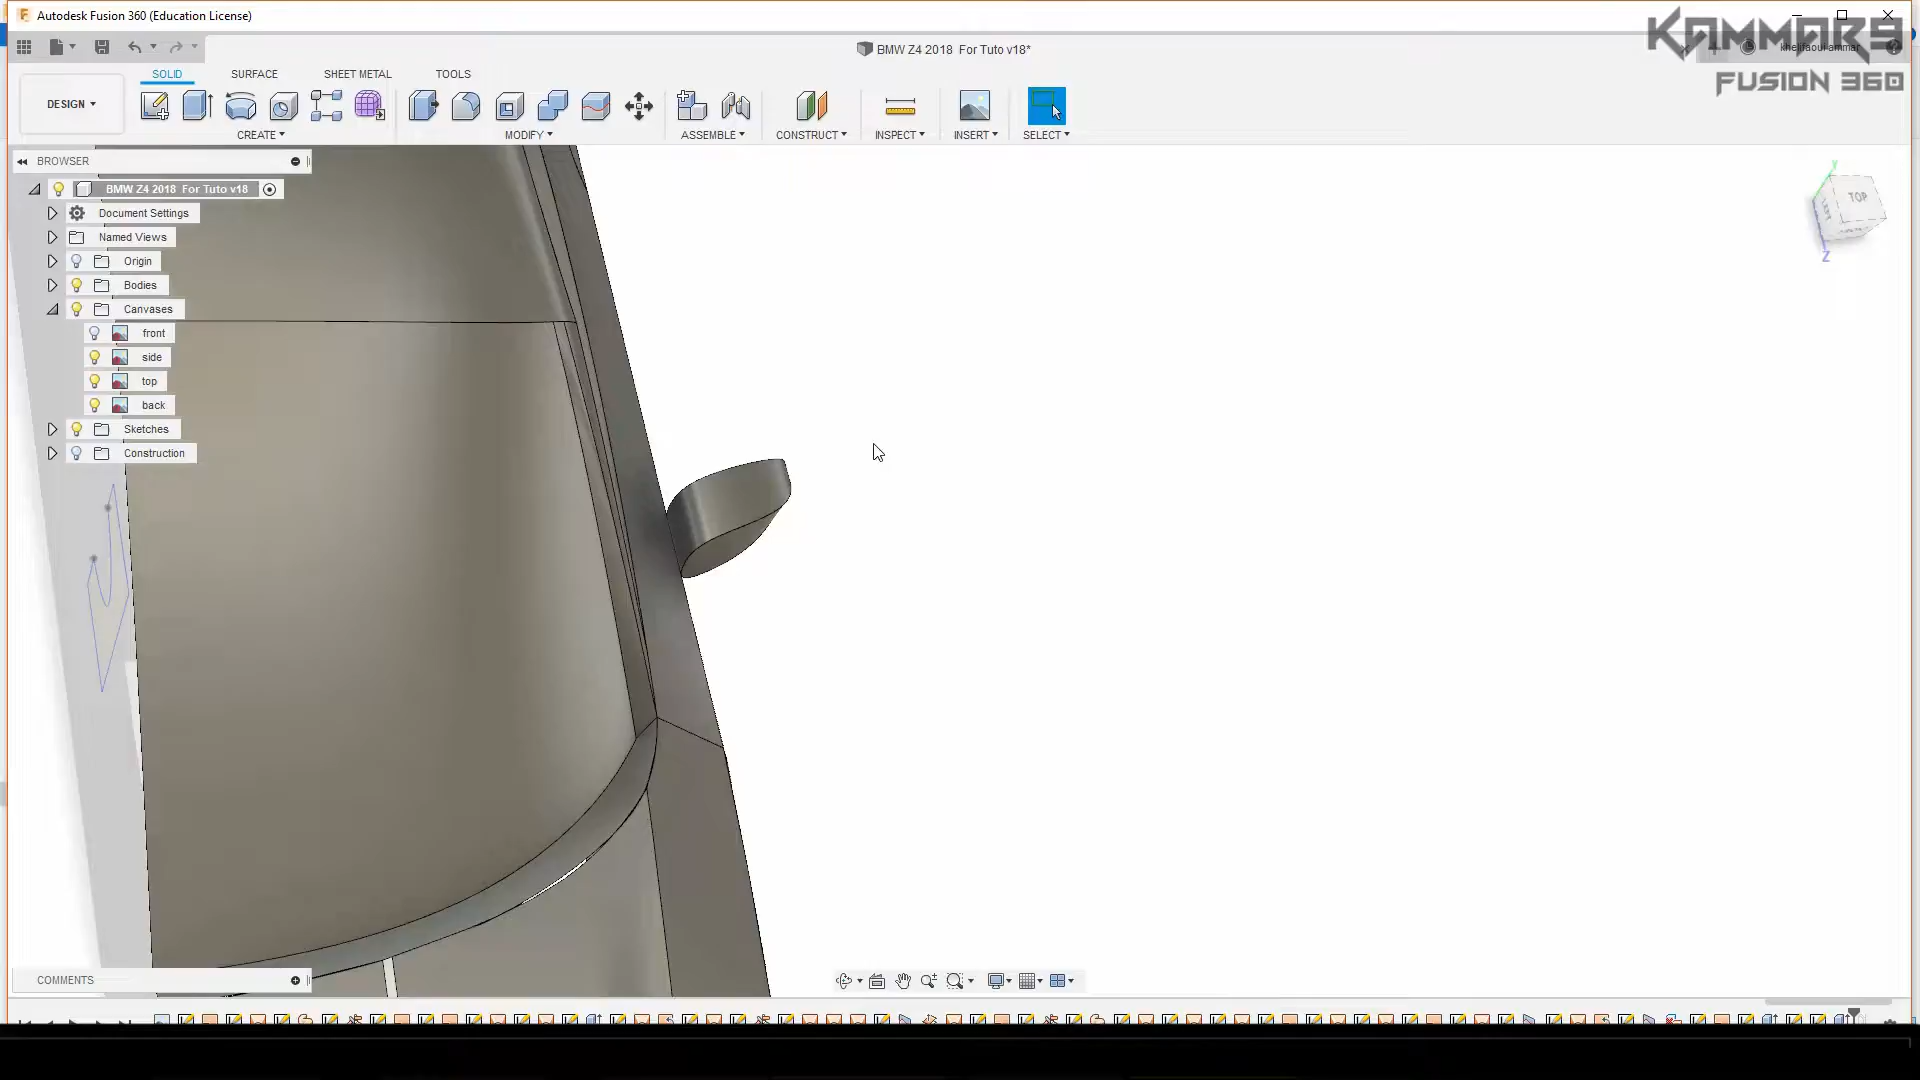 Autodesk Fusion 360 (Education License)
KAMMARS
FUSION 360
BMW Z4 2018 For Tuto v18*
khelifaoui ammar
DESIGN
SOLID
SURFACE
SHEET METAL
TOOLS
CREATE
MODIFY
ASSEMBLE
CONSTRUCT
INSPECT
INSERT
SELECT
BROWSER
BMW Z4 2018 For Tuto v18
Document Settings
Named Views
Origin
Bodies
Canvases
front
side
top
back
Sketches
Construction
Y
TOP
Z
COMMENTS